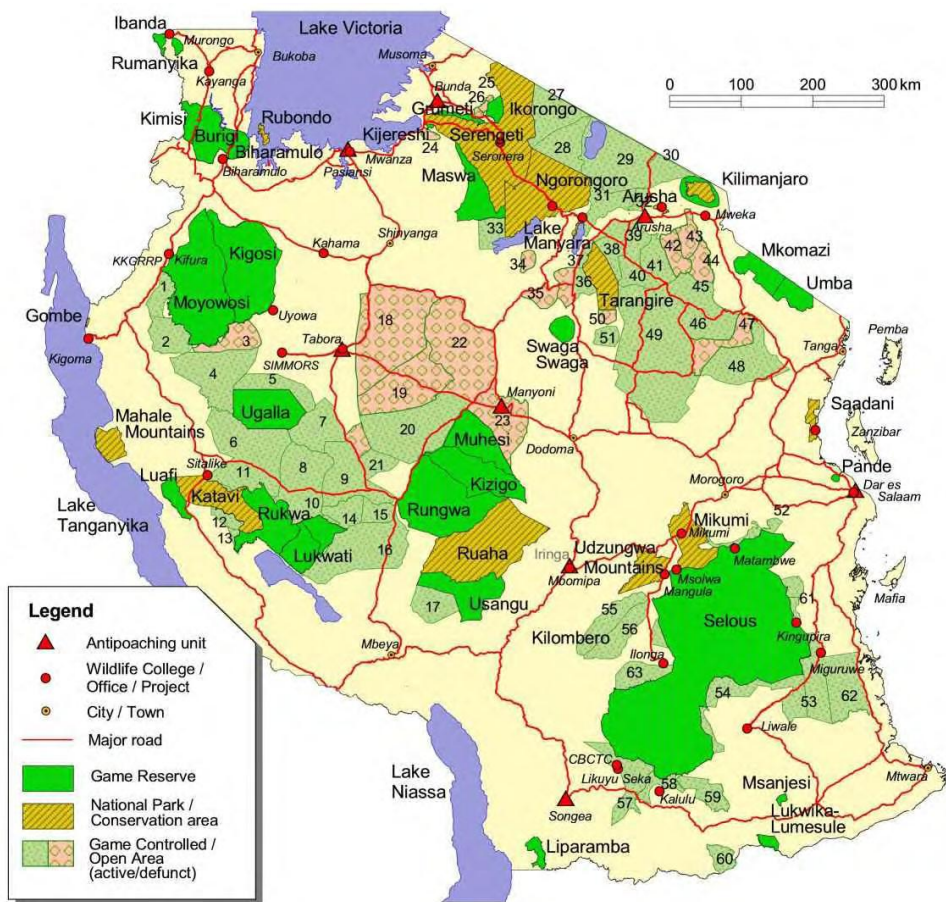 Ibanda
Murongo
Rumanyika
Bukoba
Kayanga
Lake Victoria
Musoma
Bunda
25
26
27
Grumeti
Ikorongo
0 100 200 300 km
Kimisi
Burigi
Rubondo
Biharamulo
Biharamulo
Kijereshi
Pasiansi
Mwanza
24
Serengeti
Seronera
28
29
30
Maswa
Ngorongoro
31
32
Arusha
Arusha
Kilimanjaro
Mweka
Shinyanga
33
Lake
Manyara
34
35
36
37
38
39
40
41
42
43
44
45
Mkomazi
Umba
KKGRRP
Kifura
Kigosi
Kahama
Moyowosi
1
2
3
4
Uyowa
Gombe
Kigoma
Tabora
SIMMORS
18
22
19
Tarangire
50
51
49
46
47
48
Swaga
Swaga
Pemba
Tanga
5
Ugalla
6
7
20
Manyoni
23
Muhesi
Dodoma
Saadani
Zanzibar
Mahale
Mountains
Sitalike
11
8
9
21
Luafi
Katavi
Rukwa
10
14
15
12
13
Lukwati
16
Kizigo
Rungwa
Ruaha
Morogoro
Pande
Dar es
Salaam
52
Lake
Tanganyika
Mikumi
Mikumi
Udzungwa
Mountains
Iringa
Mbomipa
Matambwe
Msolwa
Mangula
Mafia
17
Usangu
Mbeya
55
56
Kilombero
Ilonga
63
Selous
61
Kingupira
Miguruwe
54
53
62
Liwale
CBCTC
Likuyu Seka
58
57
Kalulu
59
Songea
Lake
Niassa
Msanjesi
Lukwika-
Lumesule
Mtwara
Liparamba
60
Legend
Antipoaching unit
Wildlife College /
Office / Project
City / Town
Major road
Game Reserve
National Park /
Conservation area
Game Controlled /
Open Area
(active/defunct)